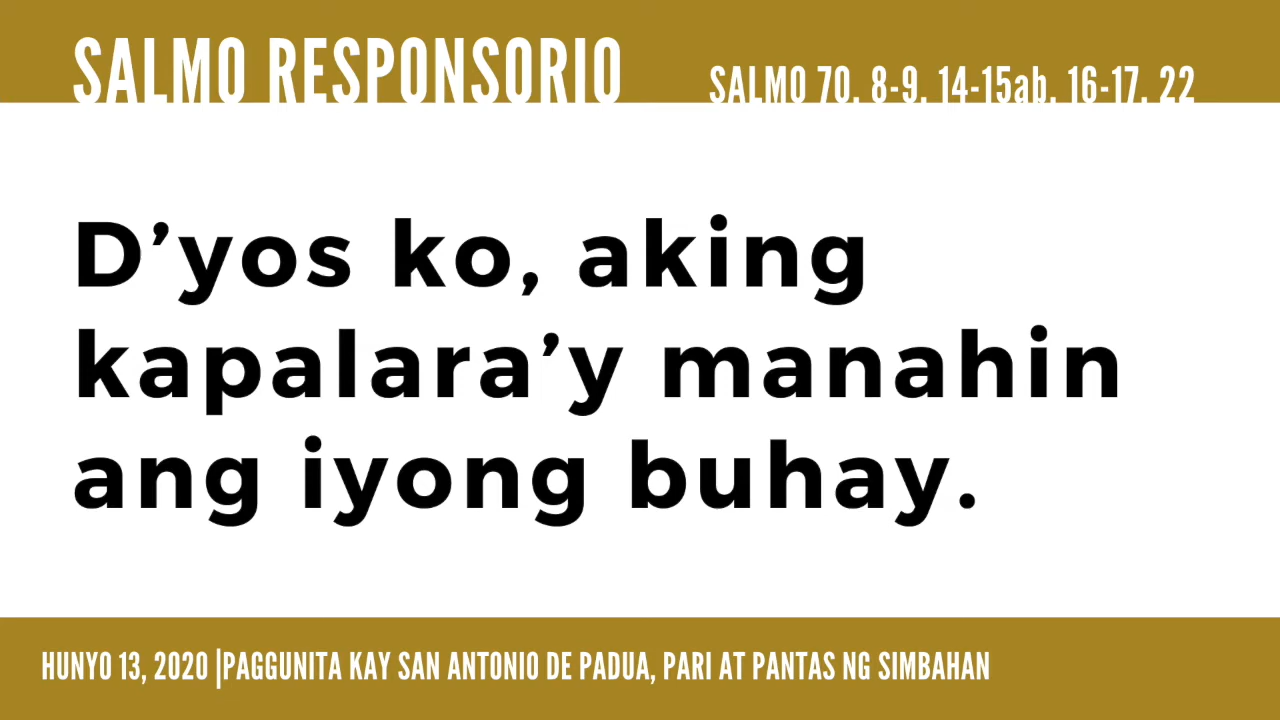 SALMO RESPONSORIO
SALMO 70, 8-9, 14-15ab, 16-17, 22
D’yos ko, aking
kapalara’y manahin
ang iyong buhay.
HUNYO 13, 2020 |PAGGUNITA KAY SAN ANTONIO DE PADUA, PARI AT PANTAS NG SIMBAHAN